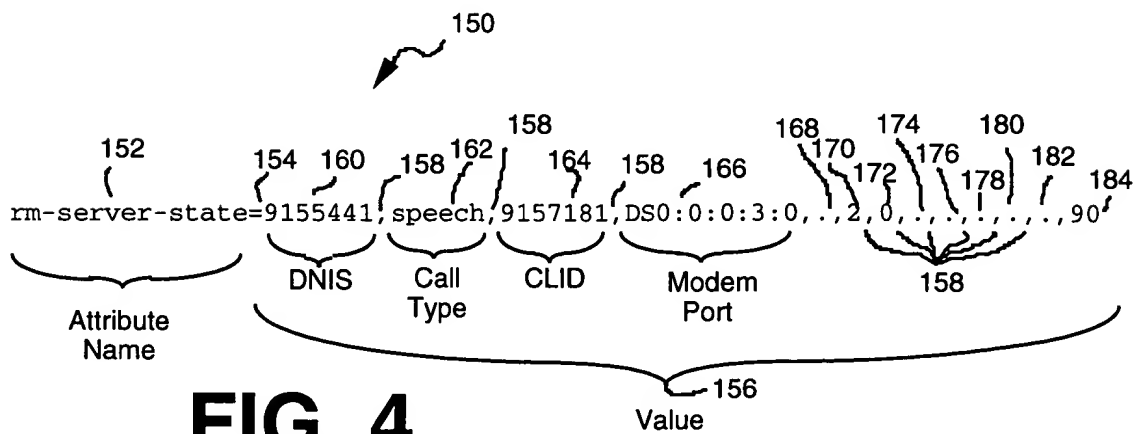 150
152 154 160 158 162 158 164 158 166 168 170 172 174 176 178 180 182 184
rm-server-state=9155441,speech,9157181,DS0:0:0:3:0,.,2,0,.,.,.,.,.,90
DNIS Call Type CLID Modem Port 158
Attribute Name
156
Value
FIG. 4